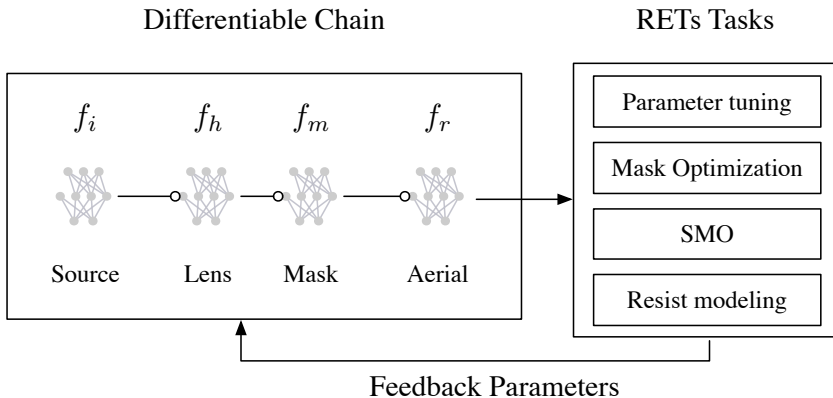 Differentiable Chain
RETs Tasks
f_i f_h f_m f_r
Source Lens Mask Aerial
Parameter tuning
Mask Optimization
SMO
Resist modeling
Feedback Parameters